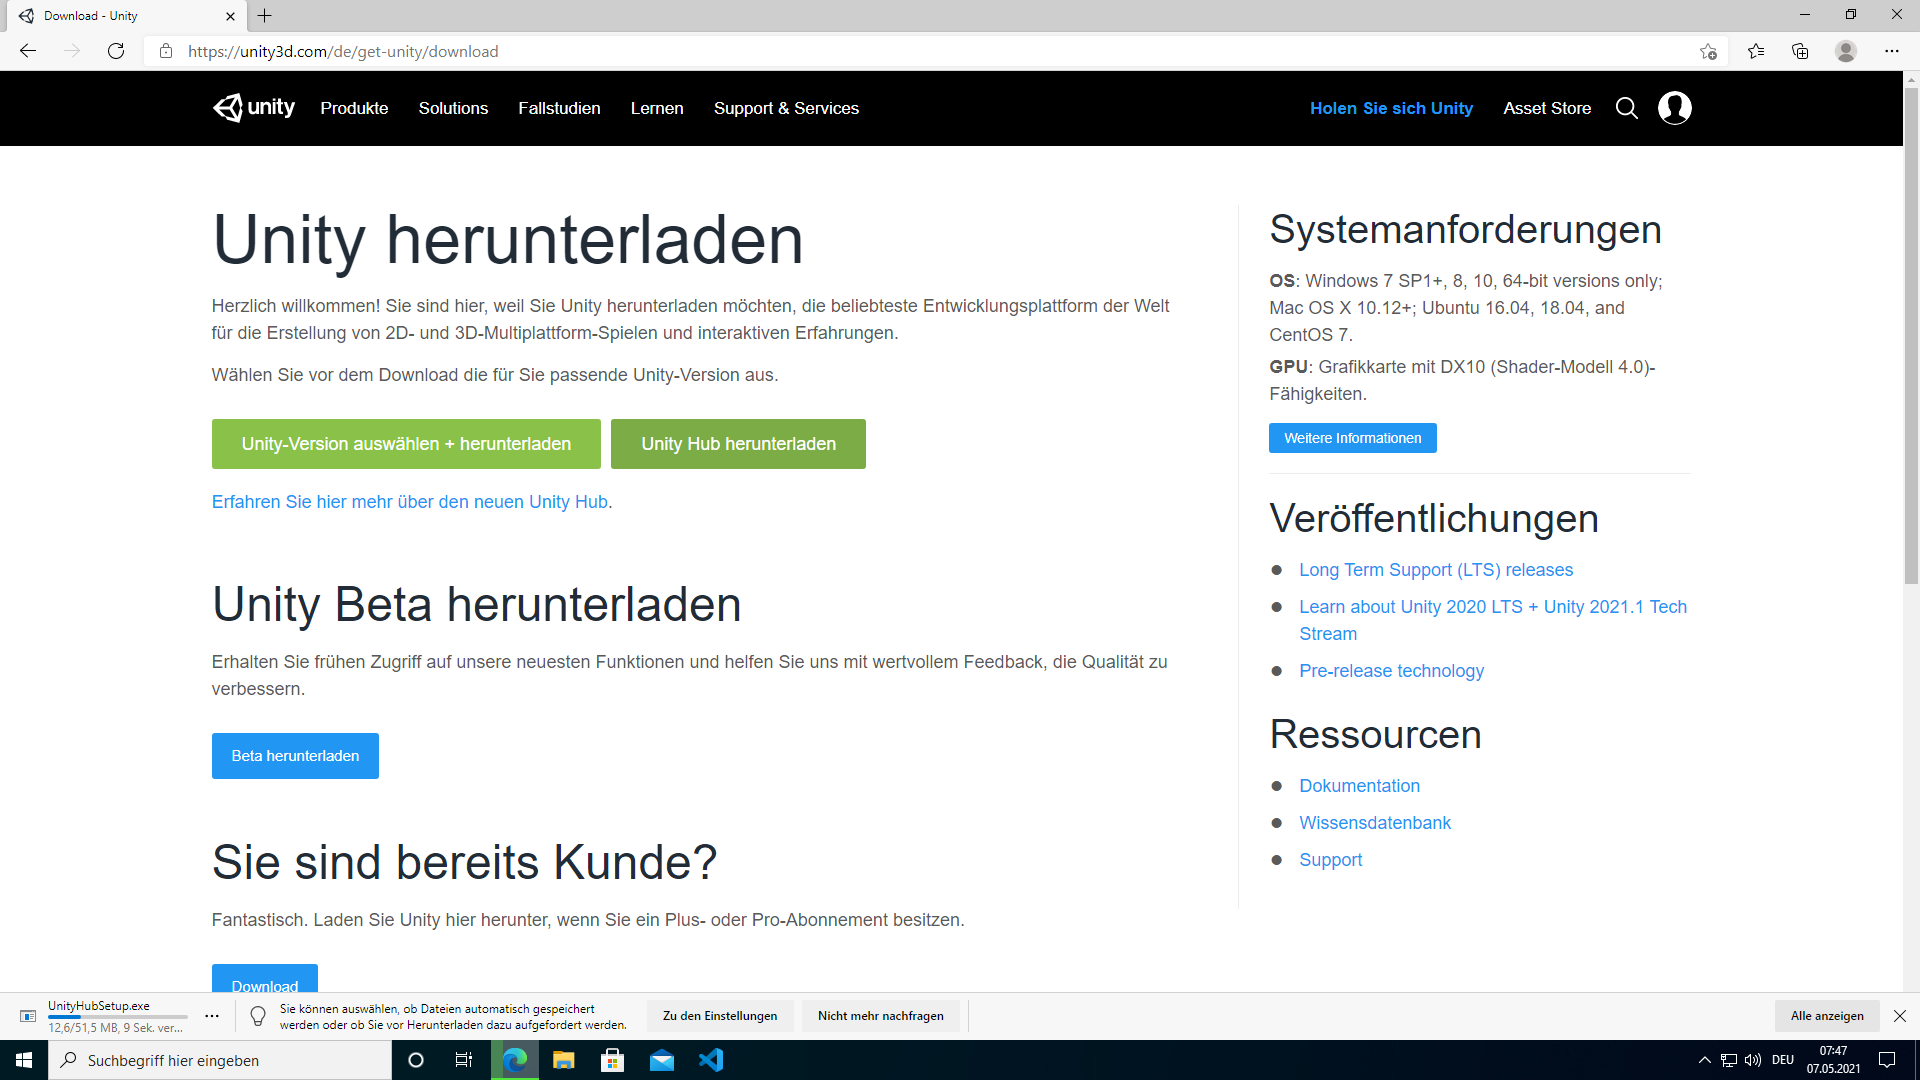 Download - Unity
https://unity3d.com/de/get-unity/download
unity Produkte Solutions Fallstudien Lernen Support & Services Holen Sie sich Unity Asset Store
Unity herunterladen
Herzlich willkommen! Sie sind hier, weil Sie Unity herunterladen möchten, die beliebteste Entwicklungsplattform der Welt
für die Erstellung von 2D- und 3D-Multiplattform-Spielen und interaktiven Erfahrungen.
Wählen Sie vor dem Download die für Sie passende Unity-Version aus.
Unity-Version auswählen + herunterladen
Unity Hub herunterladen
Erfahren Sie hier mehr über den neuen Unity Hub.
Unity Beta herunterladen
Erhalten Sie frühen Zugriff auf unsere neuesten Funktionen und helfen Sie uns mit wertvollem Feedback, die Qualität zu
verbessern.
Beta herunterladen
Sie sind bereits Kunde?
Fantastisch. Laden Sie Unity hier herunter, wenn Sie ein Plus- oder Pro-Abonnement besitzen.
Download
Systemanforderungen
OS: Windows 7 SP1+, 8, 10, 64-bit versions only;
Mac OS X 10.12+; Ubuntu 16.04, 18.04, and
CentOS 7.
GPU: Grafikkarte mit DX10 (Shader-Modell 4.0)-
Fähigkeiten.
Weitere Informationen
Veröffentlichungen
Long Term Support (LTS) releases
Learn about Unity 2020 LTS + Unity 2021.1 Tech
Stream
Pre-release technology
Ressourcen
Dokumentation
Wissensdatenbank
Support
UnityHubSetup.exe
12,6/51,5 MB, 9 Sek. ver...
Sie können auswählen, ob Dateien automatisch gespeichert
werden oder ob Sie vor Herunterladen dazu aufgefordert werden.
Zu den Einstellungen
Nicht mehr nachfragen
Alle anzeigen
Suchbegriff hier eingeben
DEU
07:47
07.05.2021